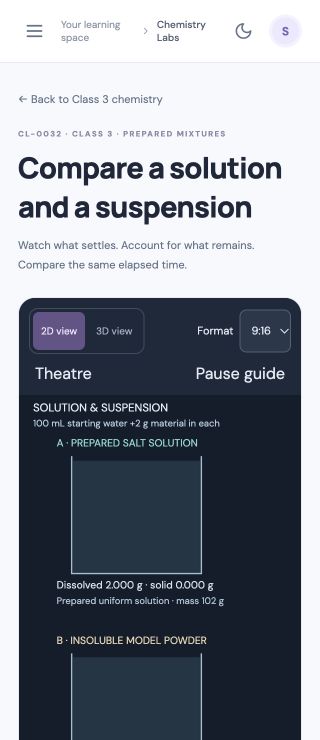 Your learning space
Chemistry Labs
S
← Back to Class 3 chemistry
CL-0032 · CLASS 3 · PREPARED MIXTURES
Compare a solution
and a suspension
Watch what settles. Account for what remains.
Compare the same elapsed time.
2D view
3D view
Format
9:16
Theatre
Pause guide
SOLUTION & SUSPENSION
100 mL starting water +2 g material in each
A · PREPARED SALT SOLUTION
Dissolved 2.000 g · solid 0.000 g
Prepared uniform solution · mass 102 g
B · INSOLUBLE MODEL POWDER